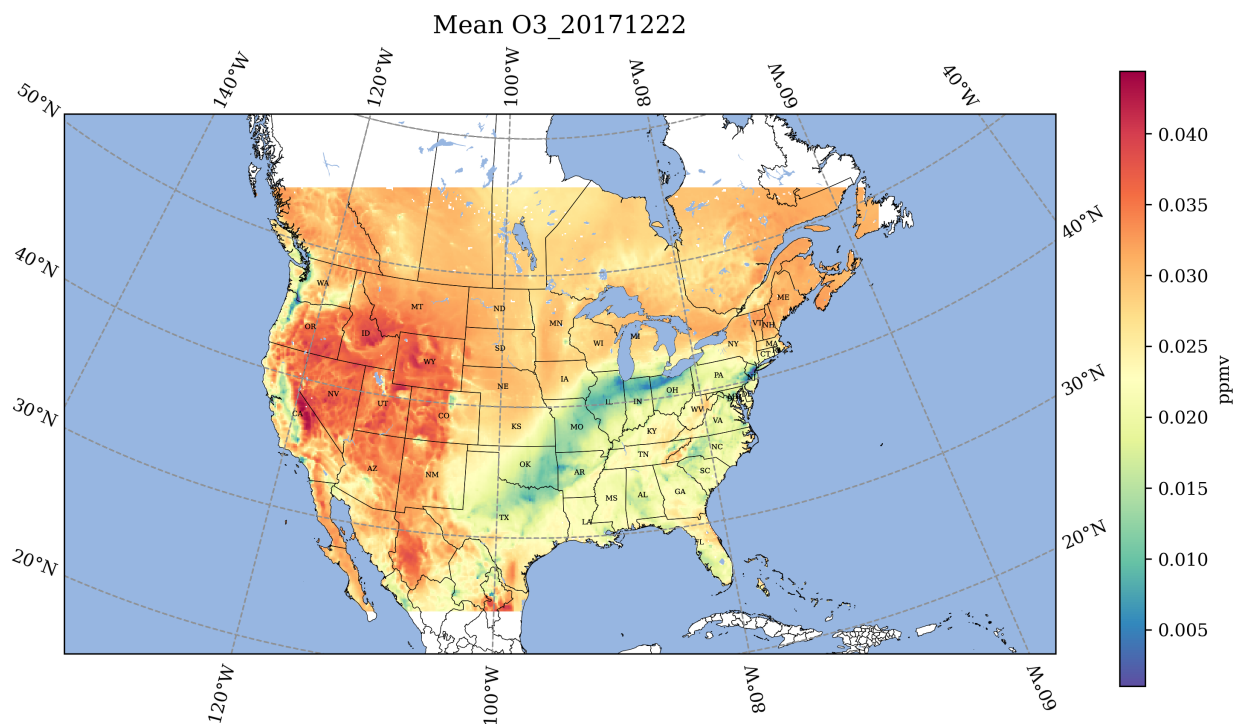 Mean O3_20171222
140°W
120°W
100°W
80°W
60°W
40°W
50°N
40°N
30°N
20°N
40°N
30°N
20°N
120°W
100°W
80°W
60°W
WA
OR
ID
MT
ND
MN
WI
MI
ME
VT
NH
NY
MA
CT
SD
WY
NE
IA
IN
OH
PA
NJ
NV
UT
CO
CA
KS
MO
KY
WV
VA
AZ
NM
OK
AR
TN
NC
SC
TX
LA
MS
AL
GA
FL
0.040
0.035
0.030
0.025
0.020
0.015
0.010
0.005
ppmv